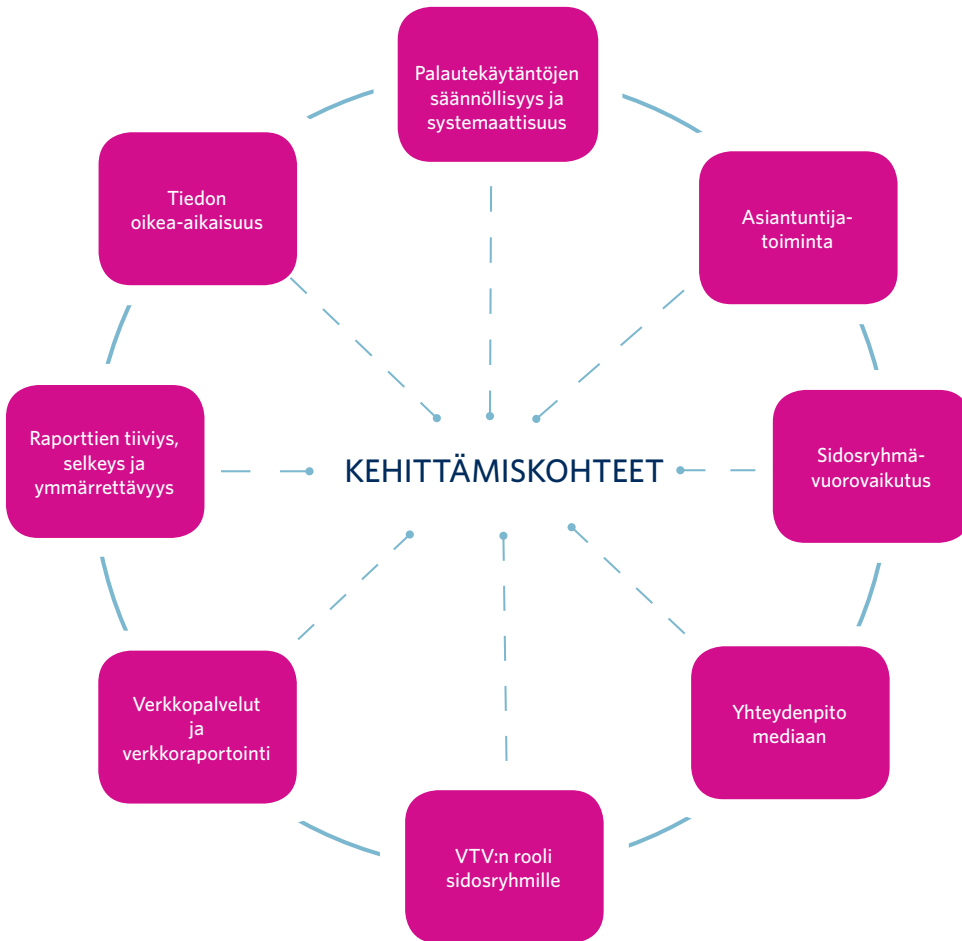 Palautekäytäntöjen
säännöllisyys ja
systemaattisuus
Tiedon
oikea-aikaisuus
Asiantuntija-
toiminta
Raporttien tiiviys,
selkeys ja
ymmärrettävyys
KEHITTÄMISKOHTEET
Sidosryhmä-
vuorovaikutus
Verkkopalvelut
ja
verkkoraportointi
Yhteydenpito
mediaan
VTV:n rooli
sidosryhmille